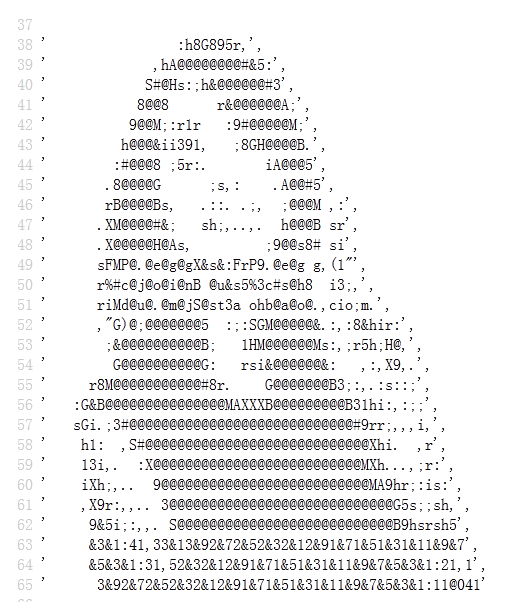 37
38 '                    :h8G895r,',
39 '                 ,hA@@@@@@@@#&5:',
40 '                S#@Hs:;h&@@@@@@#3',
41 '               8@@8      r&@@@@@@A;',
42 '              9@@M;:r1r   :9#@@@@@M;',
43 '             h@@@&ii391,   ;8GH@@@@B.',
44 '            :#@@@8 ;5r:.       iA@@@5',
45 '           .8@@@@G      ;s,:    .A@@#5',
46 '           rB@@@@Bs,   .::. .;,  ;@@@M ,:',
47 '          .XM@@@@#&;   sh;,..,.  h@@@B sr',
48 '          .X@@@@@H@As,         ;9@@s8# si',
49 '          sFMP@.@e@g@gX&s&:FrP9.@e@g g,(1"',
50 '          r%#c@j@o@i@nB @u&s5%3c#s@h8  i3;,',
51 '          riMd@u@.@m@jS@st3a ohb@a@o@.,cio;m.',
52 '          ,"G)@;@@@@@@@5  :;:SGM@@@@@&.:,:8&hir:',
53 '           ;&@@@@@@@@@@B;   1HM@@@@@@Ms:,;r5h;H@,',
54 '            G@@@@@@@@@@G:   rsi&@@@@@@&:   ,:,X9,.',
55 '         r8M@@@@@@@@@@@#8r.    G@@@@@@@B3;:,.:s::;',
56 '       :G&B@@@@@@@@@@@@@@@MAXXXB@@@@@@@@@B31hi:,:;;',
57 '       sGi.;3#@@@@@@@@@@@@@@@@@@@@@@@@@@@@#9rr;,,,i,',
58 '        h1:  ,S#@@@@@@@@@@@@@@@@@@@@@@@@@@@@Xhi.  ,r',
59 '        13i,.  :X@@@@@@@@@@@@@@@@@@@@@@@@@@MXh...,;r:',
60 '        iXh;,..  9@@@@@@@@@@@@@@@@@@@@@@@@@@MA9hr;:is:',
61 '        ,X9r:,,.. 3@@@@@@@@@@@@@@@@@@@@@@@@@@@@G5s;;sh,',
62 '         9&5i;:,,. S@@@@@@@@@@@@@@@@@@@@@@@@@@@B9hsrsh5',
63 '         &3&1:41,33&13&92&72&52&32&12&91&71&51&31&11&9&7',
64 '         &5&3&1:31,52&32&12&91&71&51&31&11&9&7&5&3&1:21,1',
65 '          3&92&72&52&32&12&91&71&51&31&11&9&7&5&3&1:11@041'